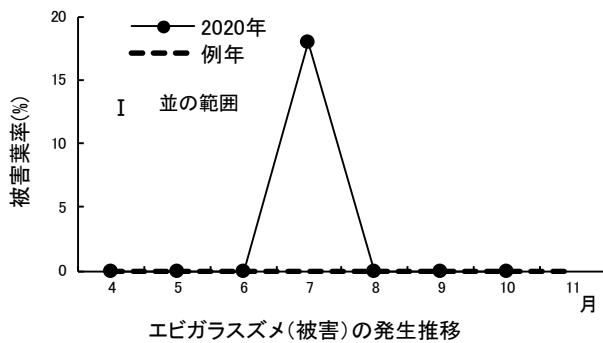 2020年
例年
並の範囲
被害葉率(%)
20
15
10
5
0
4 5 6 7 8 9 10 11
月
エビガラスズメ(被害)の発生推移